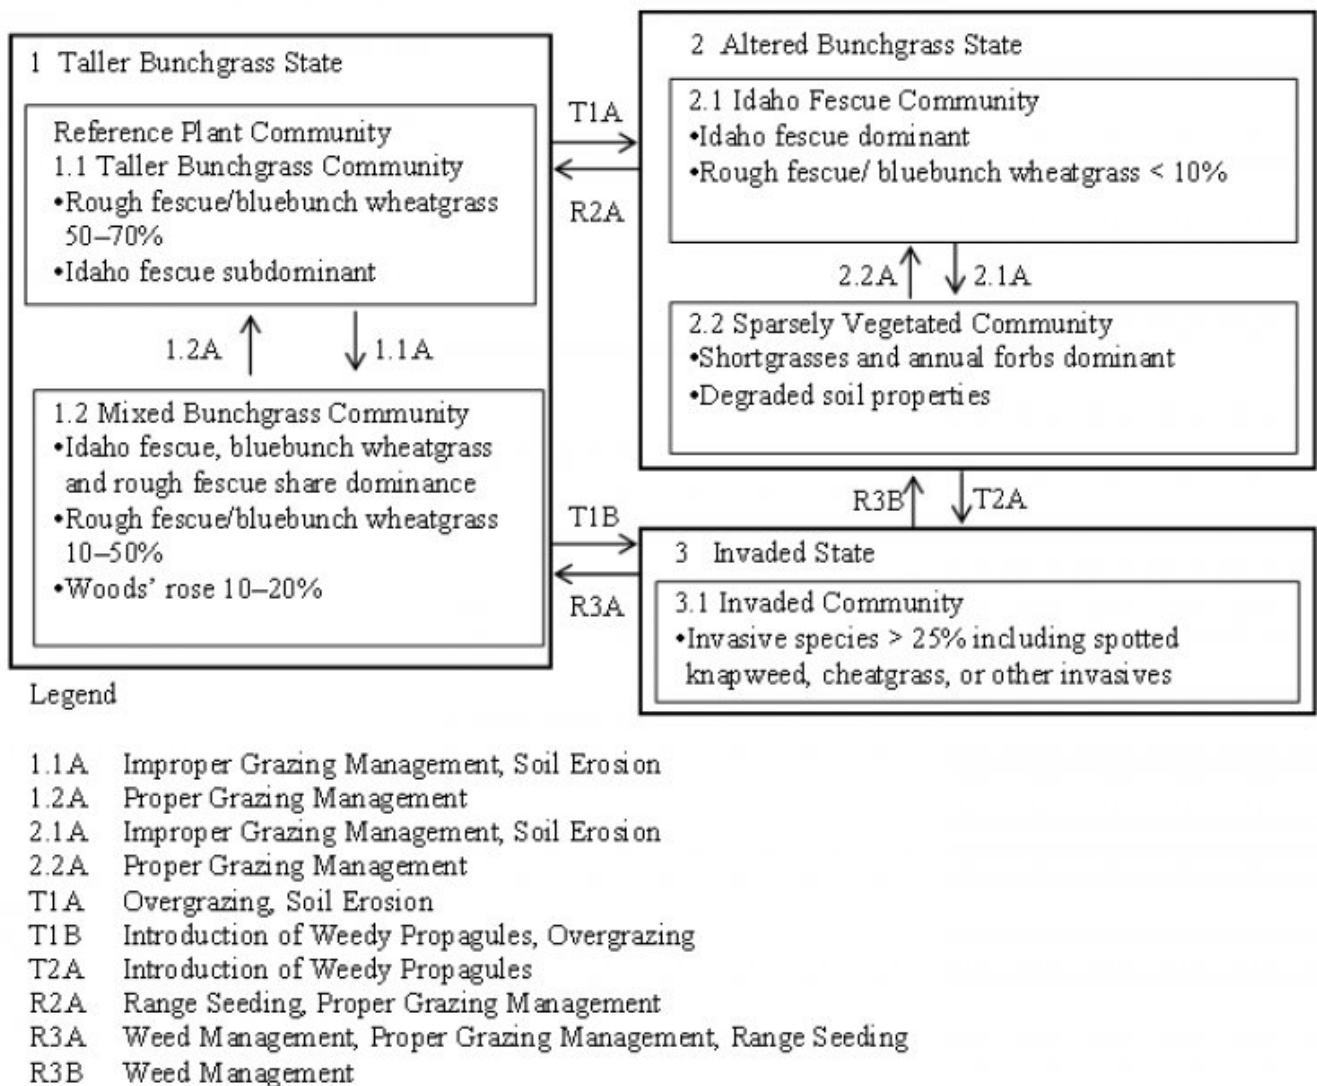 1 Taller Bunchgrass State
Reference Plant Community
1.1 Taller Bunchgrass Community
•Rough fescue/bluebunch wheatgrass
50–70%
•Idaho fescue subdominant
1.2A
1.1A
1.2 Mixed Bunchgrass Community
•Idaho fescue, bluebunch wheatgrass
and rough fescue share dominance
•Rough fescue/bluebunch wheatgrass
10–50%
•Woods’ rose 10–20%
T1A
R2A
T1B
R3A
2 Altered Bunchgrass State
2.1 Idaho Fescue Community
•Idaho fescue dominant
•Rough fescue/ bluebunch wheatgrass < 10%
2.2A
2.1A
2.2 Sparsely Vegetated Community
•Shortgrasses and annual forbs dominant
•Degraded soil properties
R3B
T2A
3 Invaded State
3.1 Invaded Community
•Invasive species > 25% including spotted
knapweed, cheatgrass, or other invasives
Legend
1.1A Improper Grazing Management, Soil Erosion
1.2A Proper Grazing Management
2.1A Improper Grazing Management, Soil Erosion
2.2A Proper Grazing Management
T1A Overgrazing, Soil Erosion
T1B Introduction of Weedy Propagules, Overgrazing
T2A Introduction of Weedy Propagules
R2A Range Seeding, Proper Grazing Management
R3A Weed Management, Proper Grazing Management, Range Seeding
R3B Weed Management